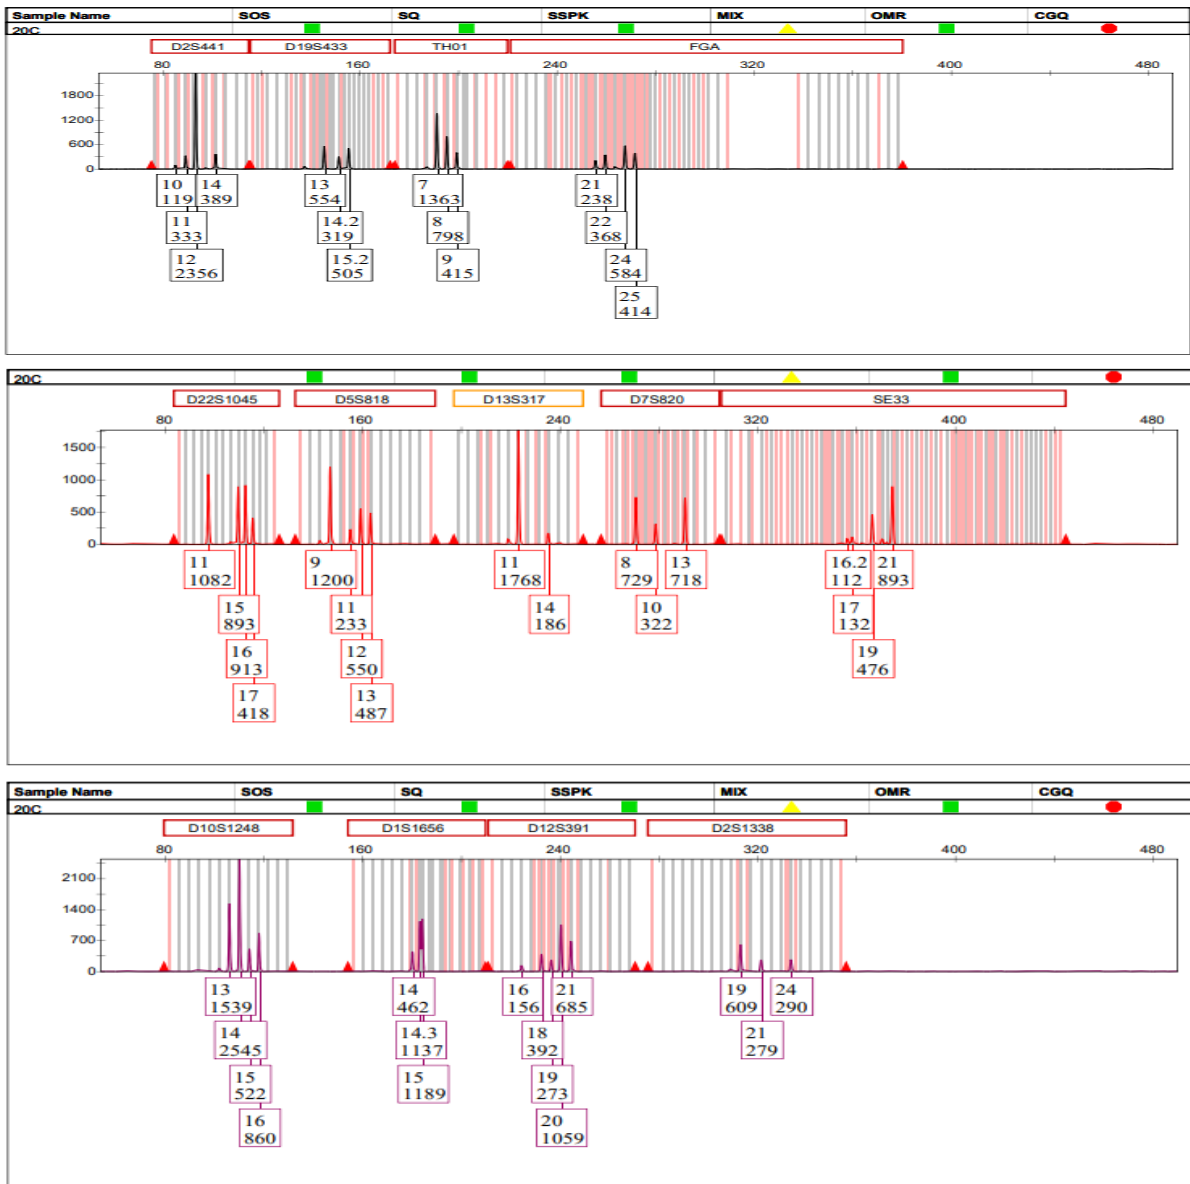 Sample Name SOS SQ SSPK MIX OMR CGQ
20C
D2S441 D19S433 TH01 FGA
80 160 240 320 400 480
1800
1200
600
0
10 14 13 7 21
119 389 554 1363 238
11 14.2 8 22
333 319 798 368
12 15.2 9 24
2356 505 415 584
25
414
20C
D22S1045 D5S818 D13S317 D7S820 SE33
80 160 240 320 400 480
1500
1000
500
0
11 9 11 8 13 16.2 21
1082 1200 1768 729 718 112 893
15 11 14 10 17
893 233 186 322 132
16 12 19
913 550 476
17 13
418 487
Sample Name SOS SQ SSPK MIX OMR CGQ
20C
D10S1248 D1S1656 D12S391 D2S1338
80 160 240 320 400 480
2100
1400
700
0
13 14 16 21 19 24
1539 462 156 685 609 290
14 14.3 18 21
2545 1137 392 279
15 15 19
522 1189 273
16 20
860 1059